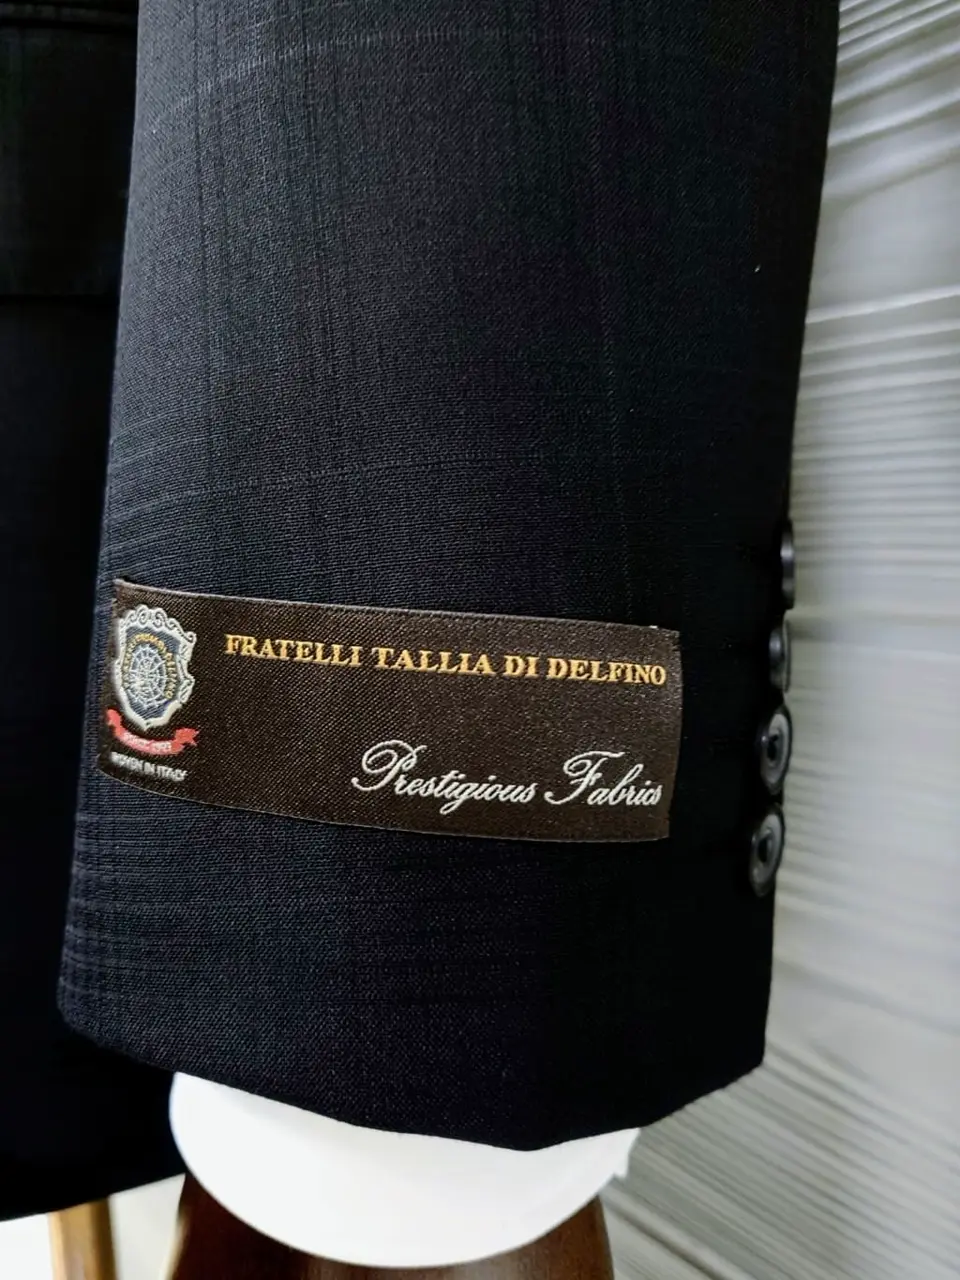 FRATELLI TALLIA DI DELFINO
Prestigious Fabrics
WOVEN IN ITALY